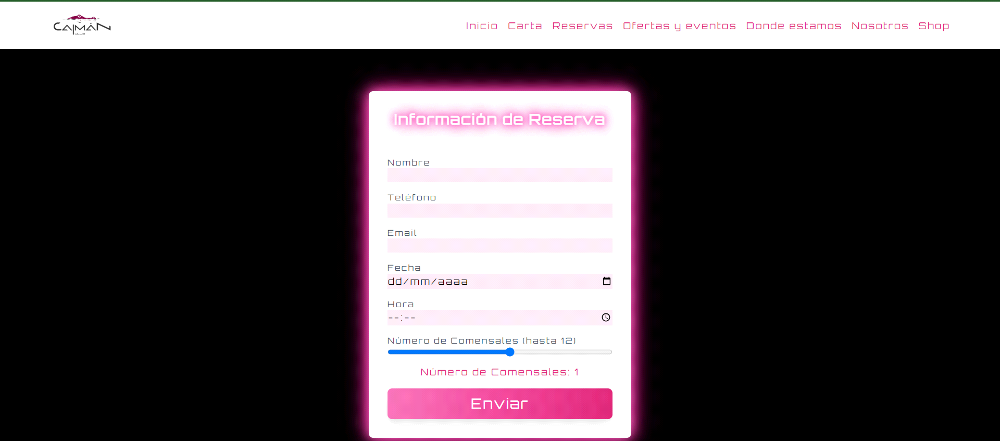 CAIMÁN
CLUB
Inicio Carta Reservas Ofertas y eventos Donde estamos Nosotros Shop
Información de Reserva
Nombre
Teléfono
Email
Fecha
dd/mm/aaaa
Hora
--:--
Número de Comensales (hasta 12)
Número de Comensales: 1
Enviar